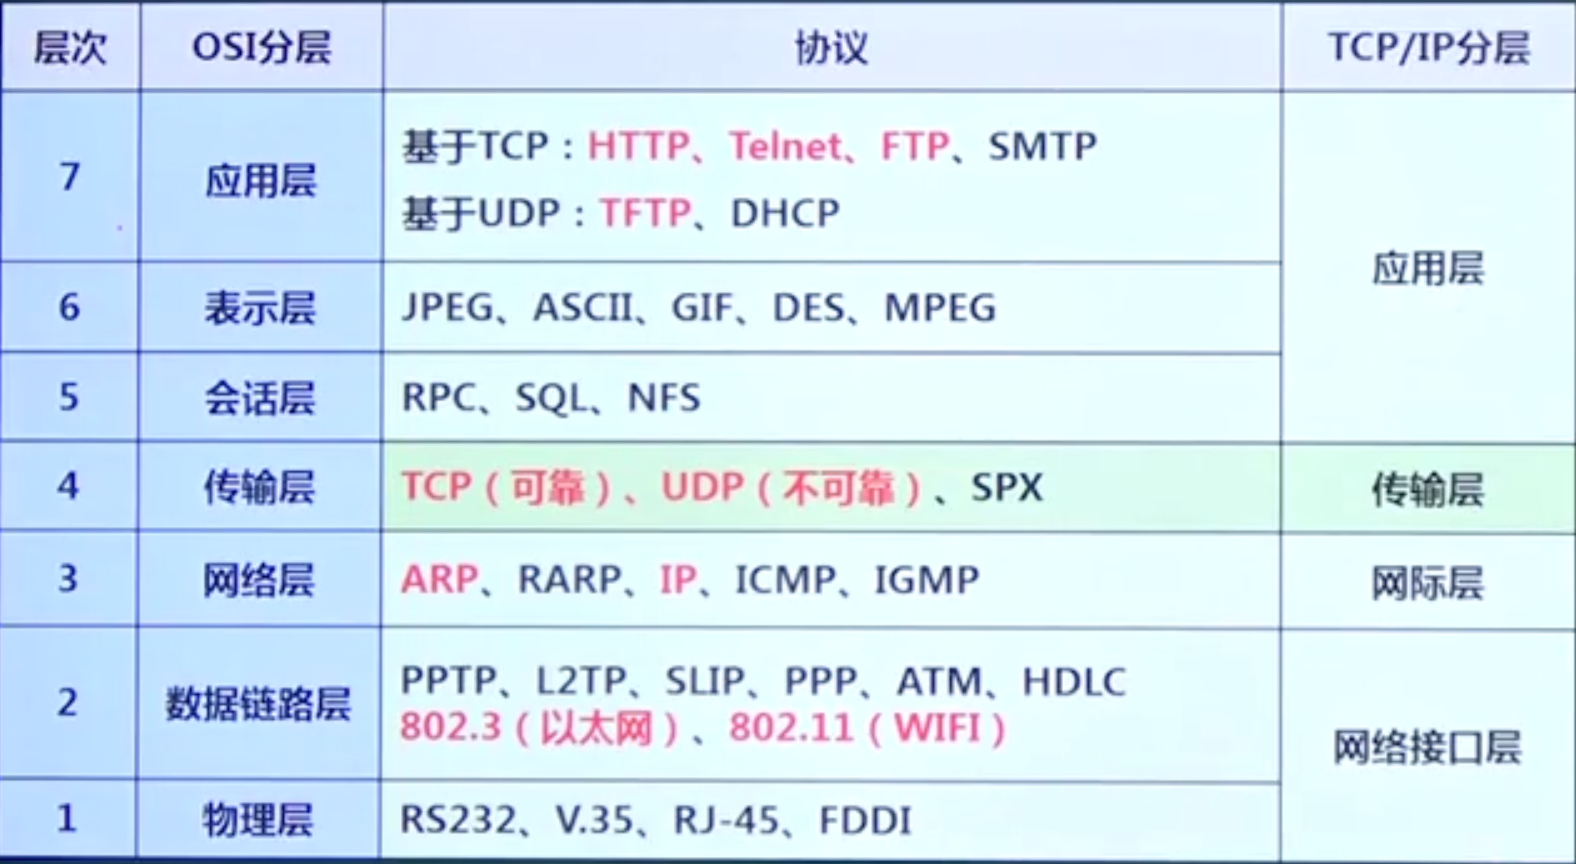 层次 OSI分层 协议 TCP/IP分层
7 应用层 基于TCP：HTTP、Telnet、FTP、SMTP
基于UDP：TFTP、DHCP
应用层
6 表示层 JPEG、ASCII、GIF、DES、MPEG
5 会话层 RPC、SQL、NFS
4 传输层 TCP（可靠）、UDP（不可靠）、SPX 传输层
3 网络层 ARP、RARP、IP、ICMP、IGMP 网际层
2 数据链路层 PPTP、L2TP、SLIP、PPP、ATM、HDLC
802.3（以太网）、802.11（WIFI）
网络接口层
1 物理层 RS232、V.35、RJ-45、FDDI